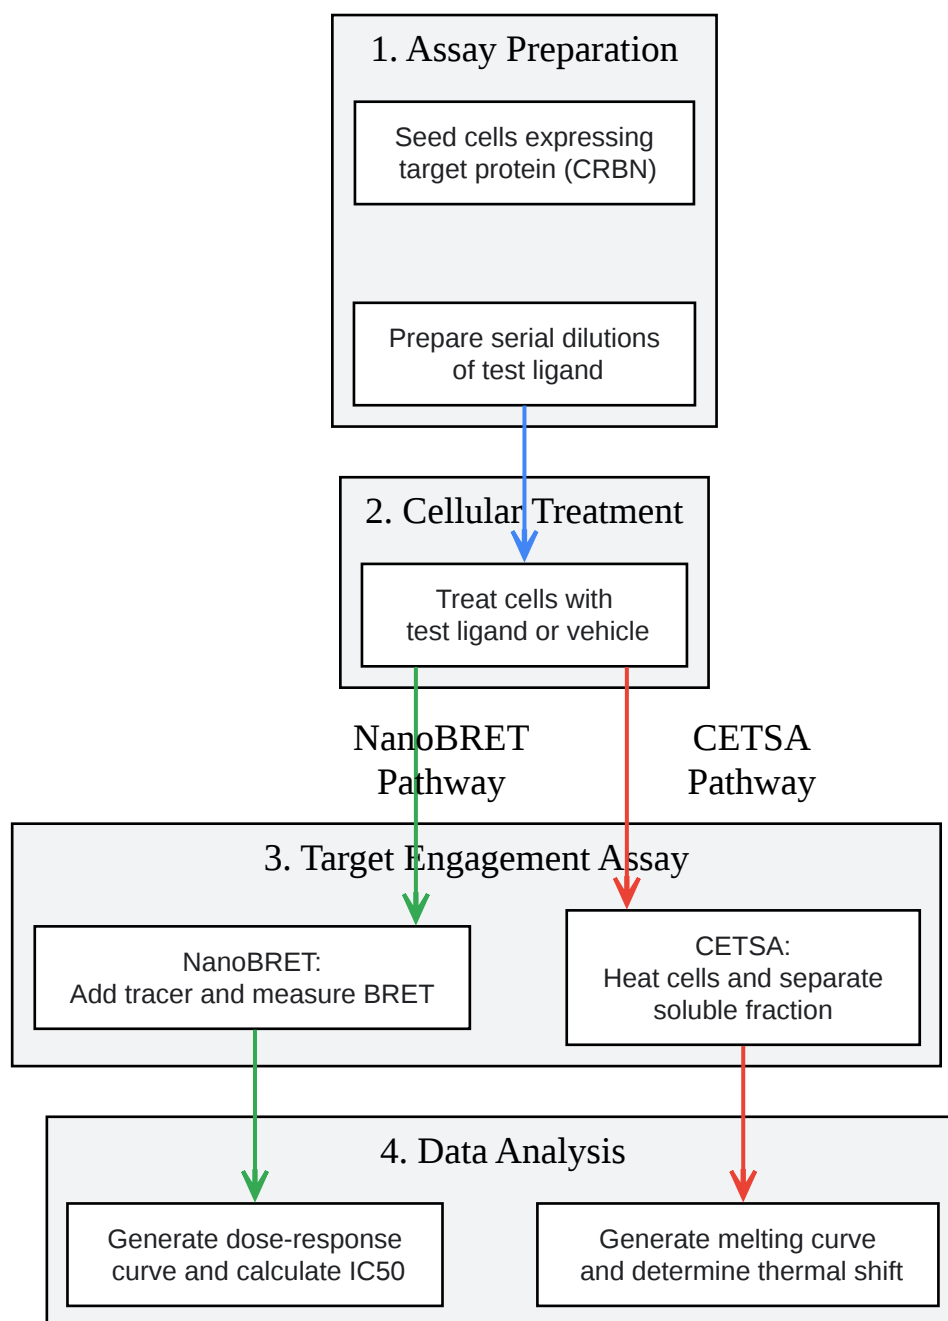 1. Assay Preparation
Seed cells expressing
target protein (CRBN)
Prepare serial dilutions
of test ligand
2. Cellular Treatment
Treat cells with
test ligand or vehicle
NanoBRET
Pathway
CETSA
Pathway
3. Target Engagement Assay
NanoBRET:
Add tracer and measure BRET
CETSA:
Heat cells and separate
soluble fraction
4. Data Analysis
Generate dose-response
curve and calculate IC50
Generate melting curve
and determine thermal shift